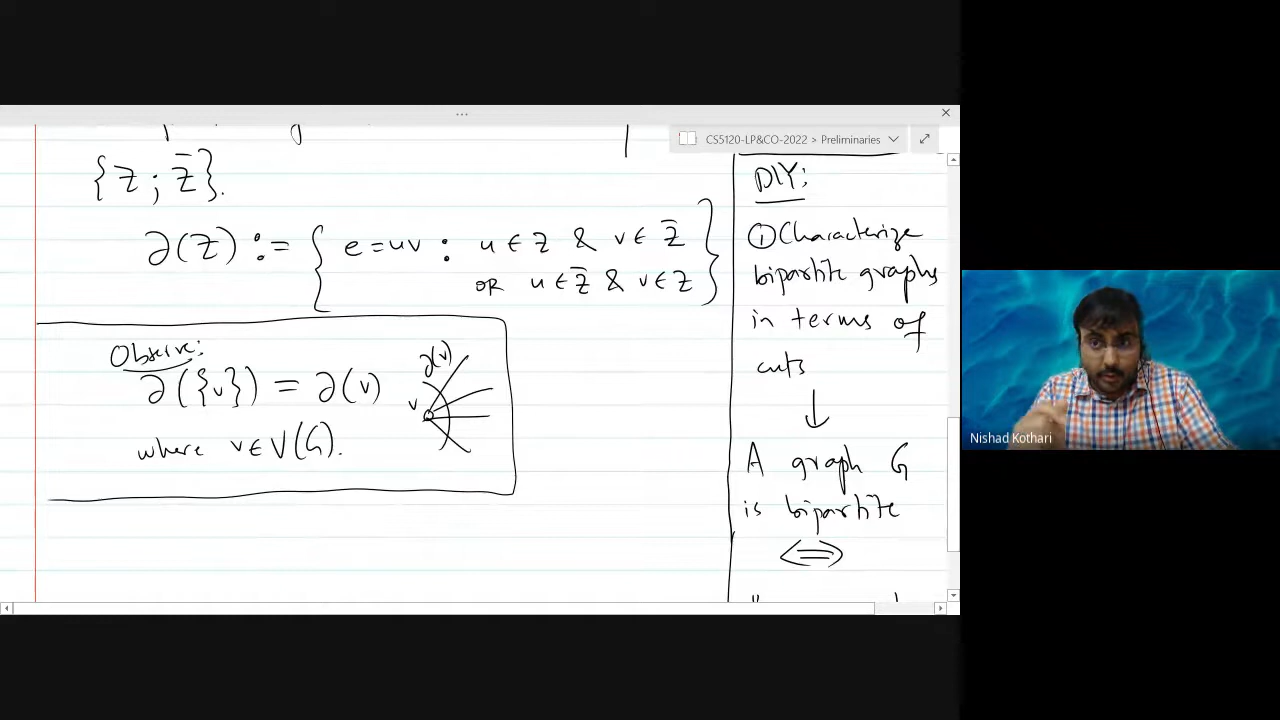 CS5120-LP&CO-2022 > Preliminaries
{Z ; Z̄}.
∂(Z) := { e = uv : u ∈ Z & v ∈ Z̄
OR u ∈ Z̄ & v ∈ Z }
Observe:
∂({v}) = ∂(v)
where v ∈ V(G).
∂(v)
v
DIY:
① Characterize
bipartite graphs
in terms of
cuts
↓
A graph G
is bipartite
⟺
Nishad Kothari